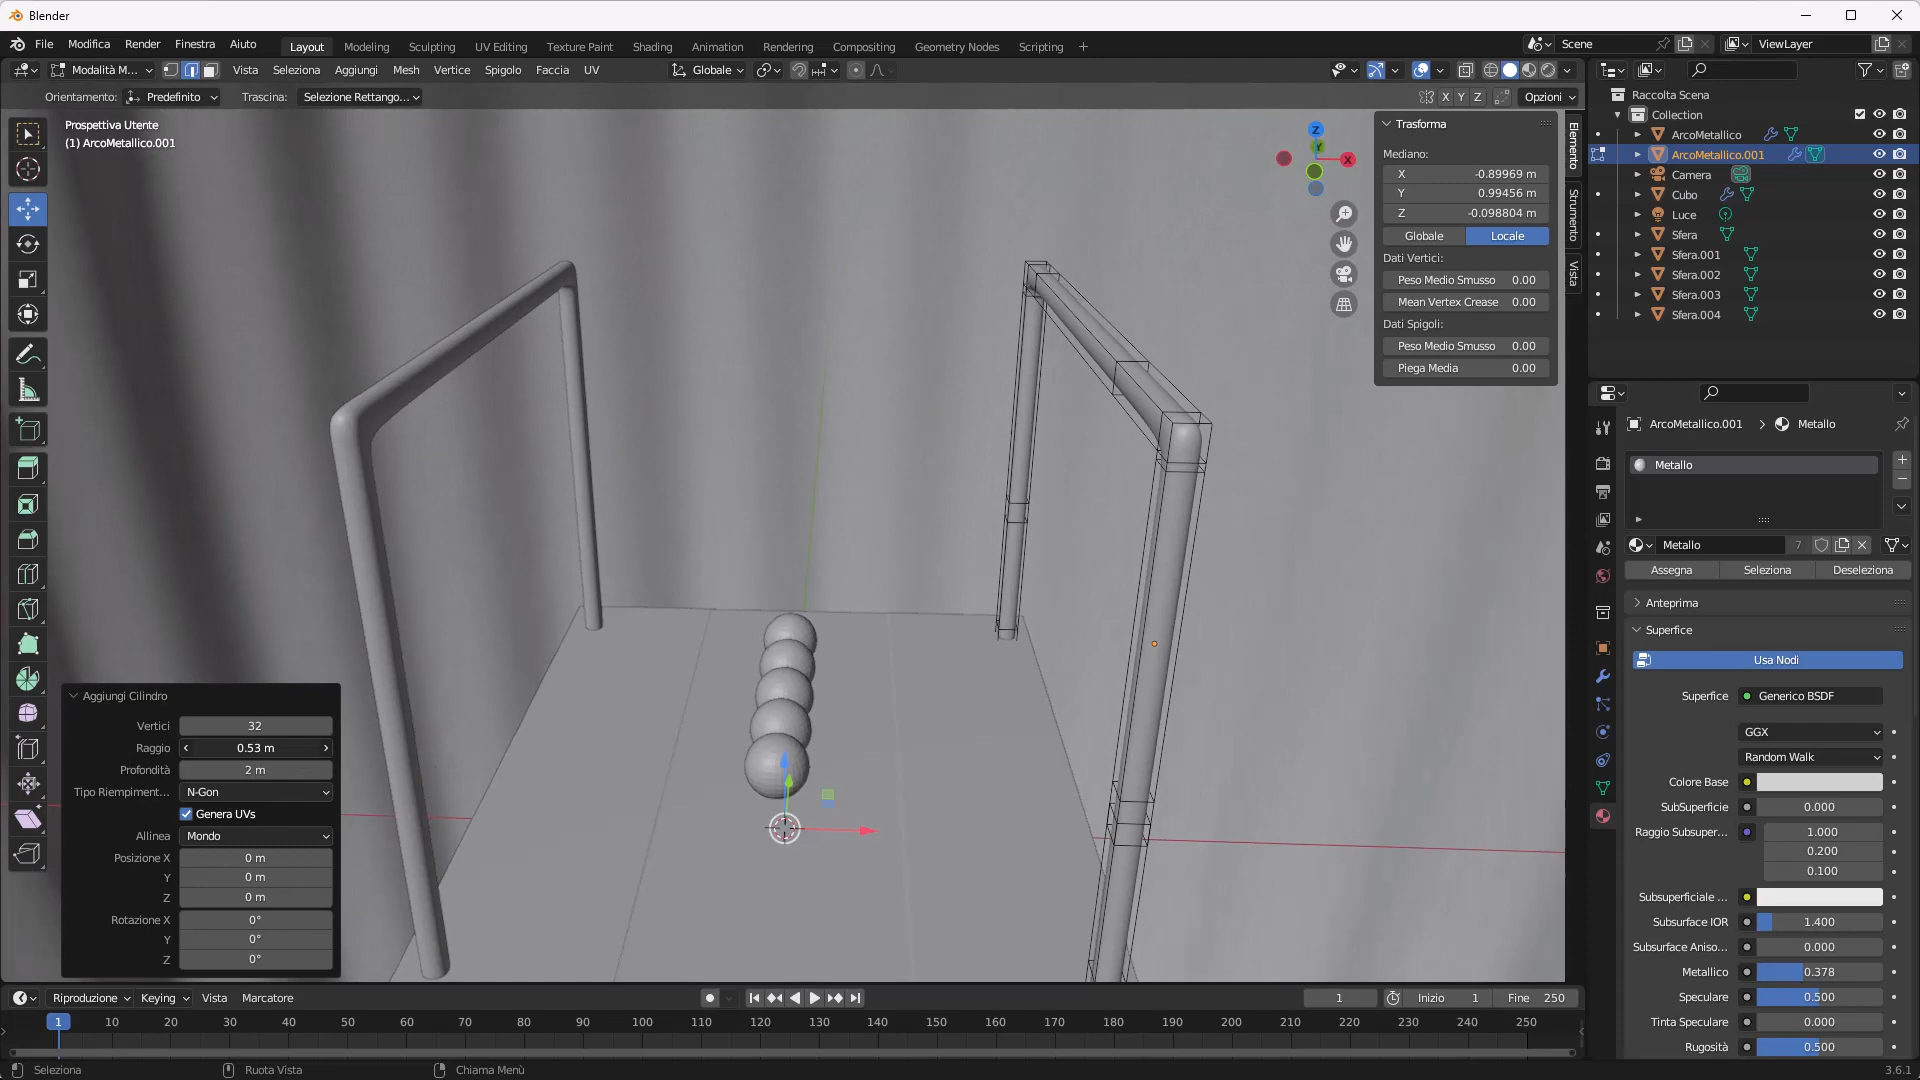 Blender
File Modifica Render Finestra Aiuto Layout Modeling Sculpting UV Editing Texture Paint Shading Animation Rendering Compositing Geometry Nodes Scripting + Scene ViewLayer
Modalità M... Vista Seleziona Aggiungi Mesh Vertice Spigolo Faccia UV Globale
Orientamento: Predefinito Trascina: Selezione Rettango... X Y Z Opzioni
Prospettiva Utente
(1) ArcoMetallico.001
Z
Y
X
Trasforma
Mediano:
X -0.89969 m
Y 0.99456 m
Z -0.098804 m
Globale Locale
Dati Vertici:
Peso Medio Smusso 0.00
Mean Vertex Crease 0.00
Dati Spigoli:
Peso Medio Smusso 0.00
Piega Media 0.00
Elemento
Strumento
Vista
Raccolta Scena
Collection
ArcoMetallico
ArcoMetallico.001
Camera
Cubo
Luce
Sfera
Sfera.001
Sfera.002
Sfera.003
Sfera.004
ArcoMetallico.001 Metallo
Metallo
Metallo 7
Assegna Seleziona Deseleziona
Anteprima
Superfice
Usa Nodi
Superfice Generico BSDF
GGX
Random Walk
Colore Base
SubSuperficie 0.000
Raggio Subsuper... 1.000
0.200
0.100
Subsuperficiale ...
Subsurface IOR 1.400
Subsurface Aniso... 0.000
Metallico 0.378
Speculare 0.500
Tinta Speculare 0.000
Rugosità 0.500
Aggiungi Cilindro
Vertici 32
Raggio 0.53 m
Profondità 2 m
Tipo Riempiment... N-Gon
Genera UVs
Allinea Mondo
Posizione X 0 m
Y 0 m
Z 0 m
Rotazione X 0°
Y 0°
Z 0°
Riproduzione Keying Vista Marcatore 1 Inizio 1 Fine 250
1 10 20 30 40 50 60 70 80 90 100 110 120 130 140 150 160 170 180 190 200 210 220 230 240 250
Seleziona Ruota Vista Chiama Menù 3.6.1